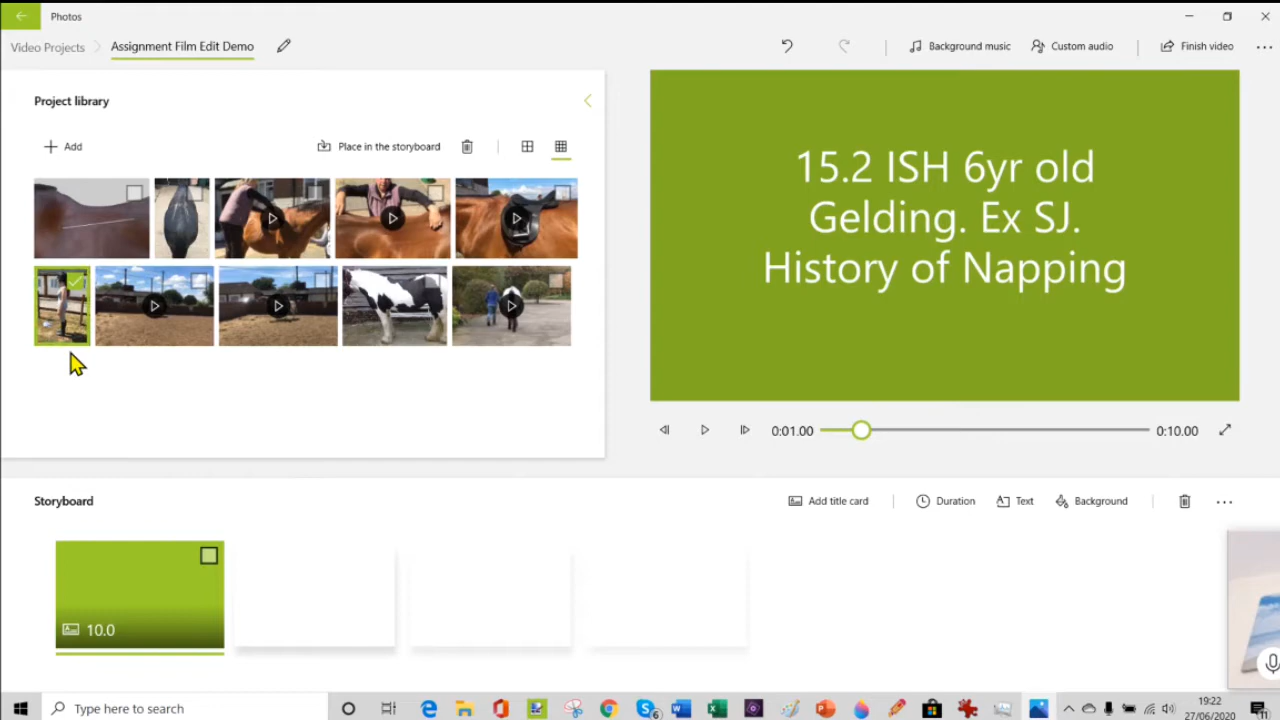 Photos
Video Projects
Assignment Film Edit Demo
Background music
Custom audio
Finish video
Project library
Add
Place in the storyboard
15.2 ISH 6yr old
Gelding. Ex SJ.
History of Napping
0:01.00
0:10.00
Storyboard
Add title card
Duration
Text
Background
10.0
Type here to search
6
19:22
27/06/2020
11